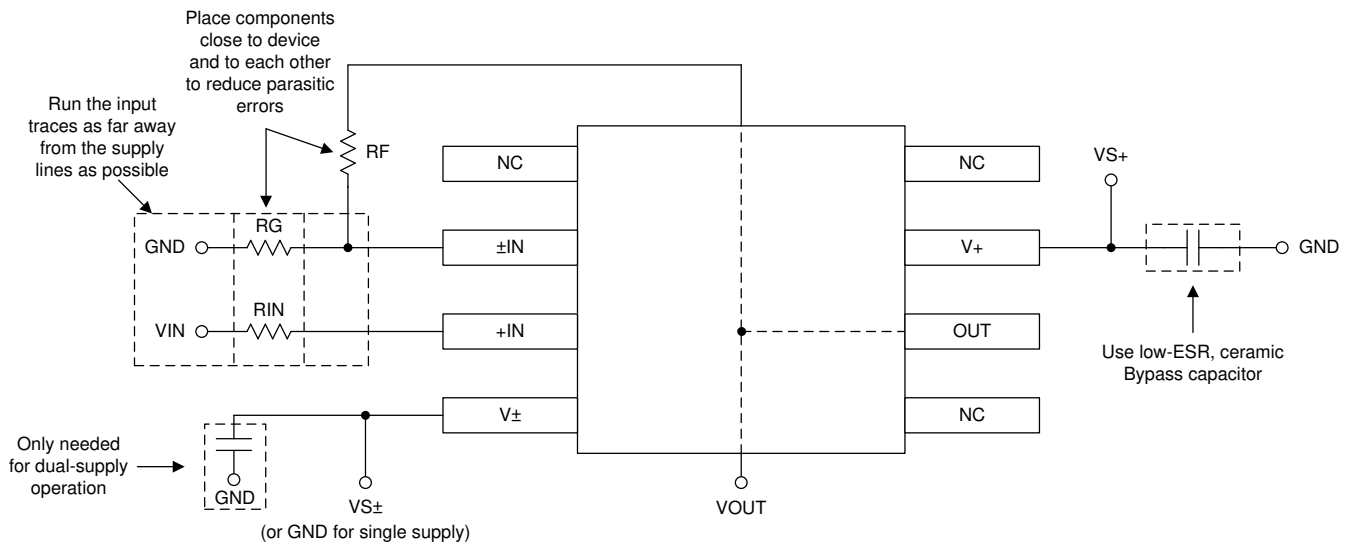 Place components
close to device
and to each other
to reduce parasitic
errors
Run the input
traces as far away
from the supply
lines as possible
RF
NC
NC
VS+
RG
GND
±IN
V+
GND
RIN
VIN
+IN
OUT
Use low-ESR, ceramic
Bypass capacitor
V±
NC
Only needed
for dual-supply
operation
GND
VS±
(or GND for single supply)
VOUT